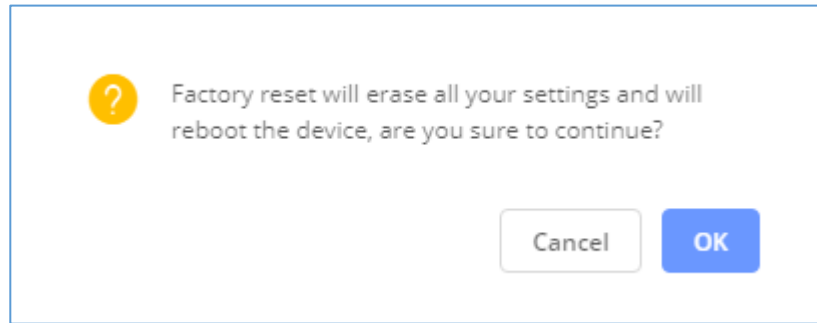 Factory reset will erase all your settings and will
reboot the device, are you sure to continue?
Cancel
OK